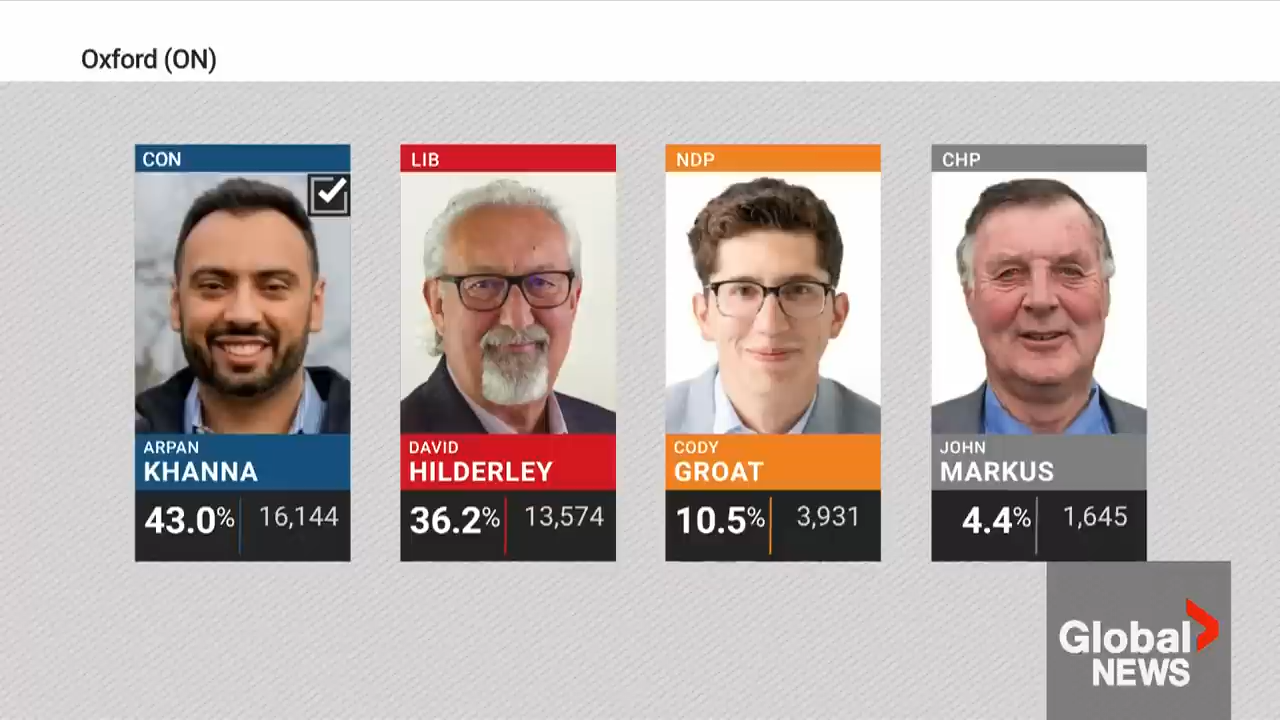 Oxford (ON)
CON
LIB
NDP
CHP
ARPAN
KHANNA
DAVID
HILDERLEY
CODY
GROAT
JOHN
MARKUS
43.0% 16,144
36.2% 13,574
10.5% 3,931
4.4% 1,645
Global
NEWS